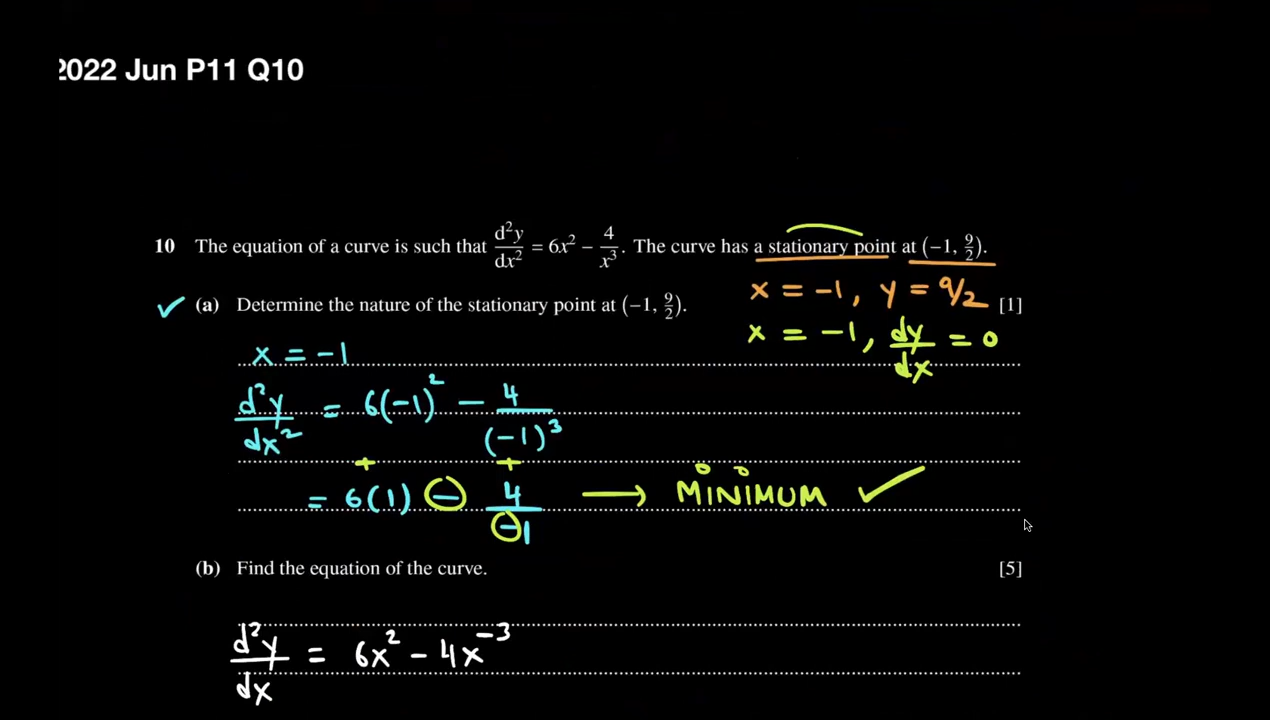 2022 Jun P11 Q10
10 The equation of a curve is such that d²y/dx² = 6x² − 4/x³. The curve has a stationary point at (−1, 9/2).
x = −1, y = 9/2
(a) Determine the nature of the stationary point at (−1, 9/2). [1]
x = −1, dy/dx = 0
x = −1
d²y/dx² = 6(−1)² − 4/(−1)³
+ +
= 6(1) − 4/−1 → MINIMUM ✓
(b) Find the equation of the curve. [5]
d²y/dx = 6x² − 4x⁻³